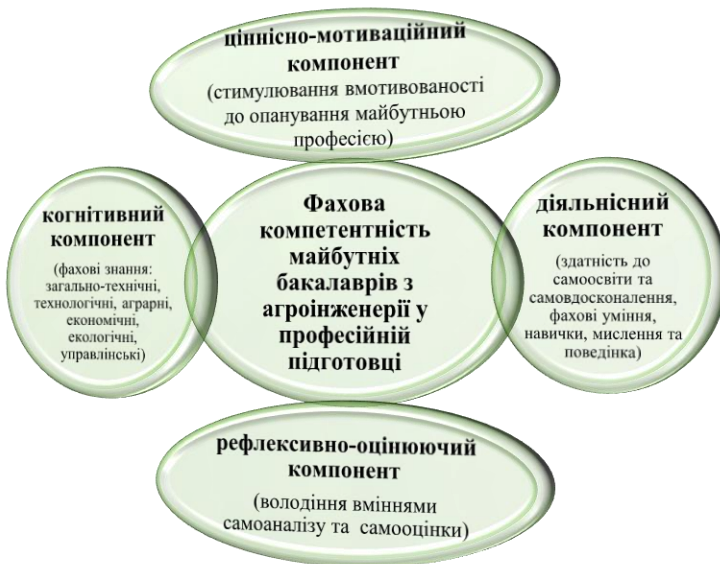 ціннісно-мотиваційний
компонент
(стимулювання вмотивованості
до опанування майбутньою
професією)
когнітивний
компонент
(фахові знання:
загально-технічні,
технологічні, аграрні,
економічні,
екологічні,
управлінські)
Фахова
компетентність
майбутніх
бакалаврів з
агроінженерії у
професійній
підготовці
діяльнісний
компонент
(здатність до
самоосвіти та
самовдосконалення,
фахові уміння,
навички, мислення та
поведінка)
рефлексивно-оцінюючий
компонент
(володіння вміннями
самоаналізу та самооцінки)